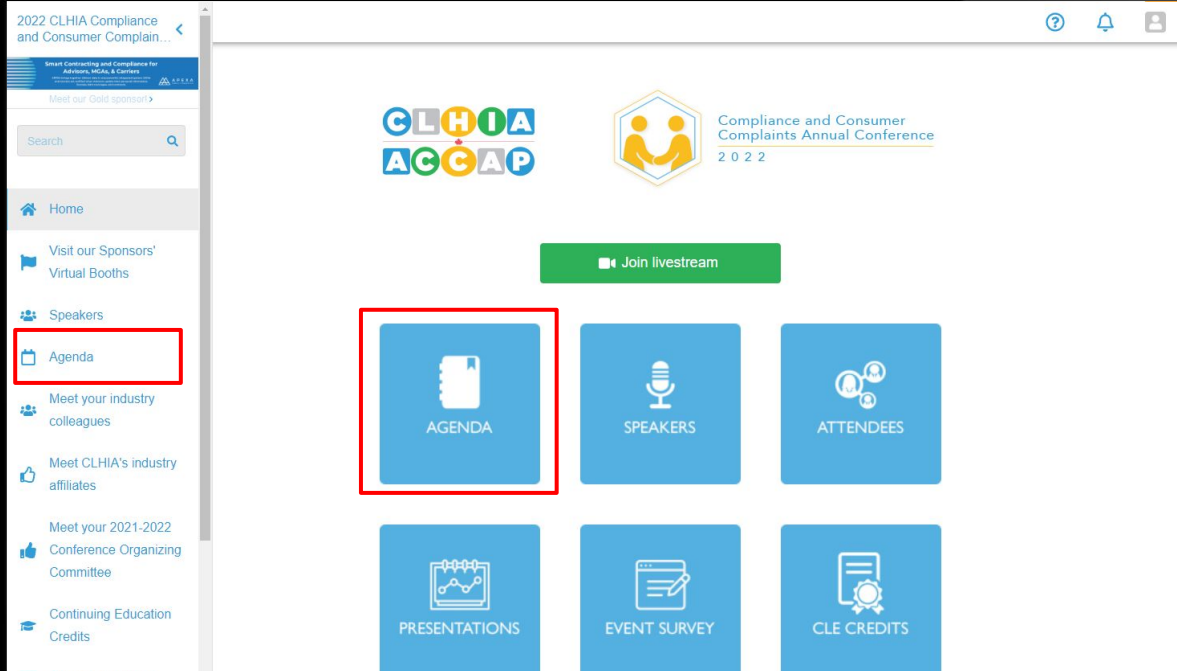 2022 CLHIA Compliance
and Consumer Complain...
Smart Contracting and Compliance for
Advisors, MGAs, & Carriers
Meet our Gold sponsor!
Search
Home
Visit our Sponsors'
Virtual Booths
Speakers
Agenda
Meet your industry
colleagues
Meet CLHIA's industry
affiliates
Meet your 2021-2022
Conference Organizing
Committee
Continuing Education
Credits
CLHIA
ACCAP
Compliance and Consumer
Complaints Annual Conference
2022
Join livestream
AGENDA
SPEAKERS
ATTENDEES
PRESENTATIONS
EVENT SURVEY
CLE CREDITS